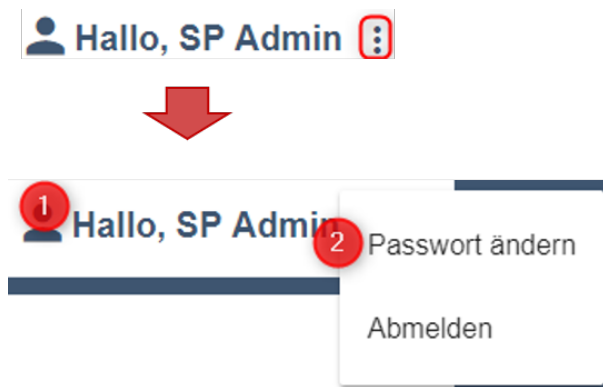 Hallo, SP Admin
1
Hallo, SP Admin
2 Passwort ändern
Abmelden